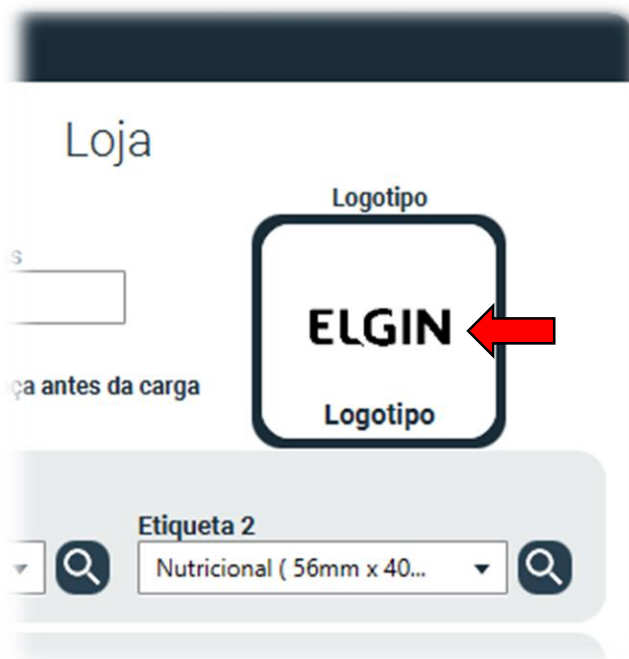 Loja
Logotipo
s
ELGIN
ça antes da carga
Logotipo
Etiqueta 2
Nutricional ( 56mm x 40...